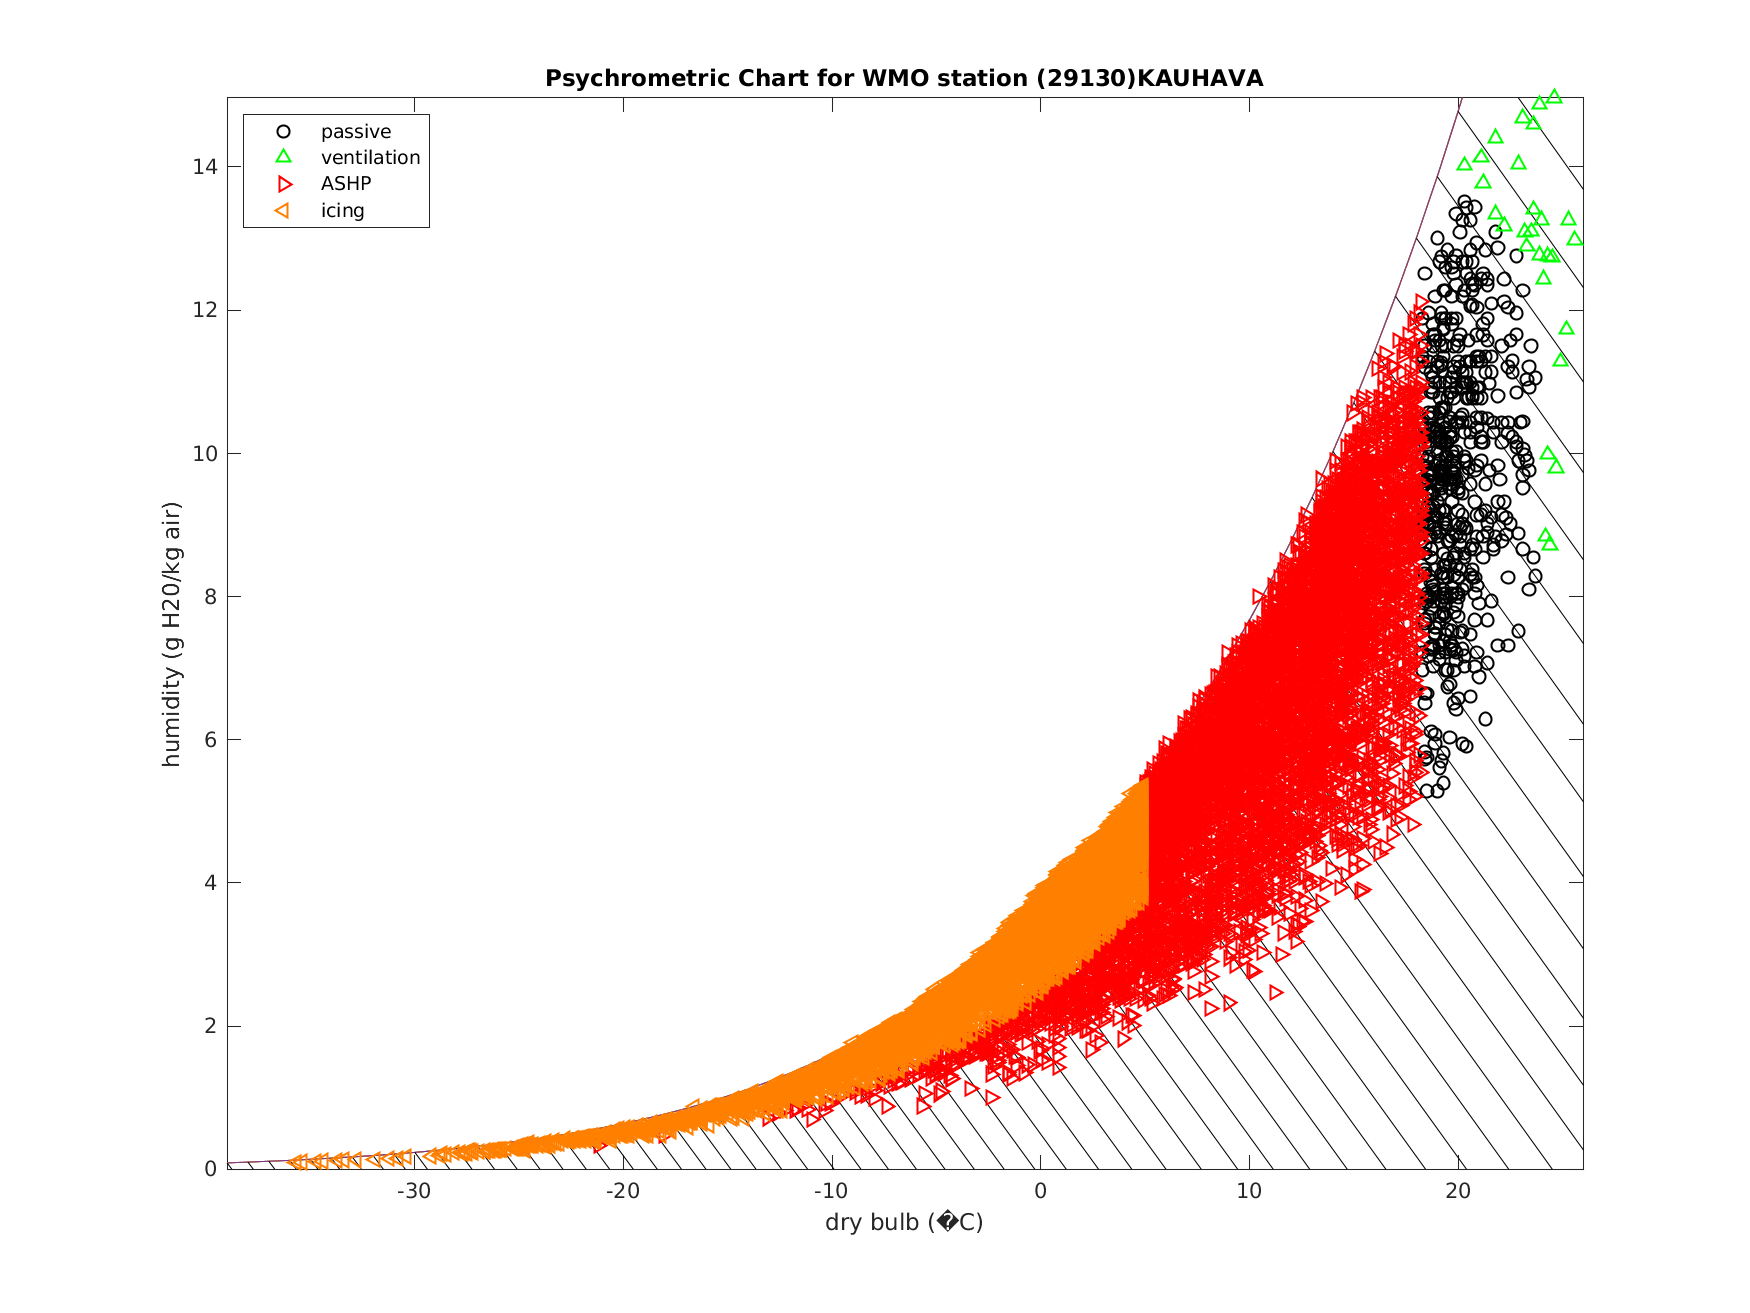 Psychrometric Chart for WMO station (29130)KAUHAVA
passive
ventilation
ASHP
icing
humidity (g H20/kg air)
14
12
10
8
6
4
2
0
-30 -20 -10 0 10 20
dry bulb (�C)